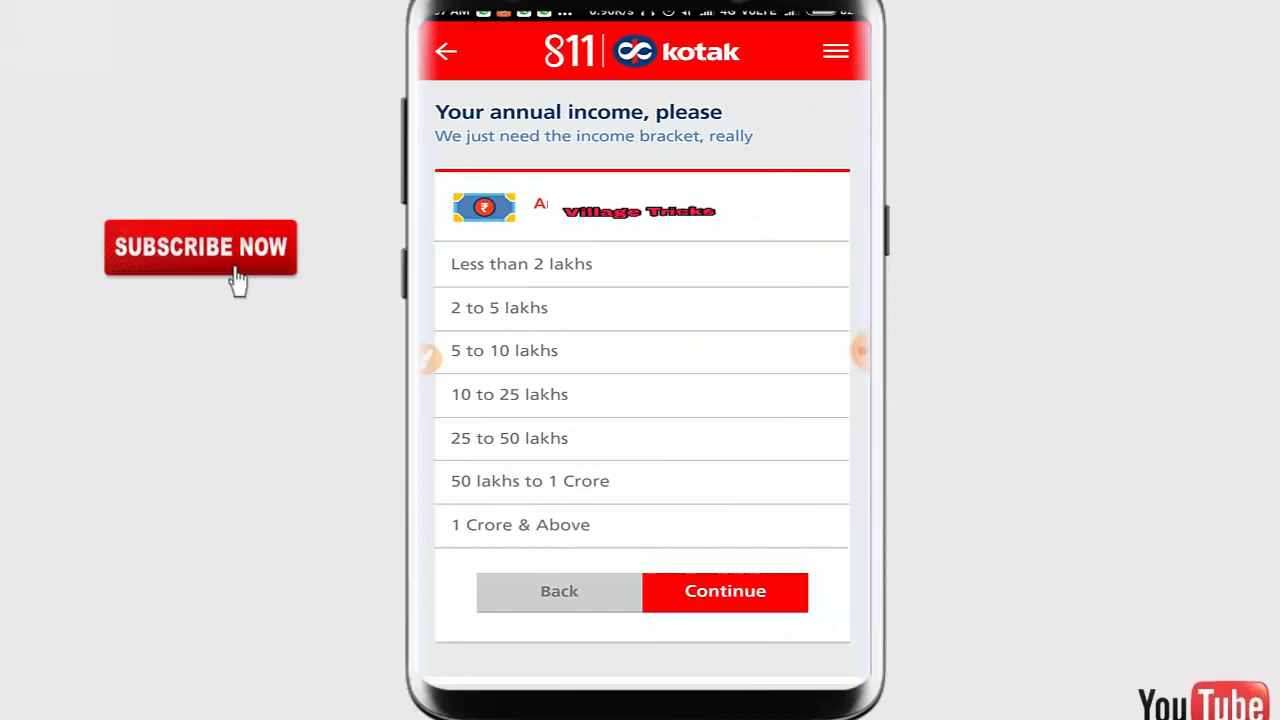 811 kotak
Your annual income, please
We just need the income bracket, really
Village Tricks
SUBSCRIBE NOW
Less than 2 lakhs
2 to 5 lakhs
5 to 10 lakhs
10 to 25 lakhs
25 to 50 lakhs
50 lakhs to 1 Crore
1 Crore & Above
Back Continue
YouTube